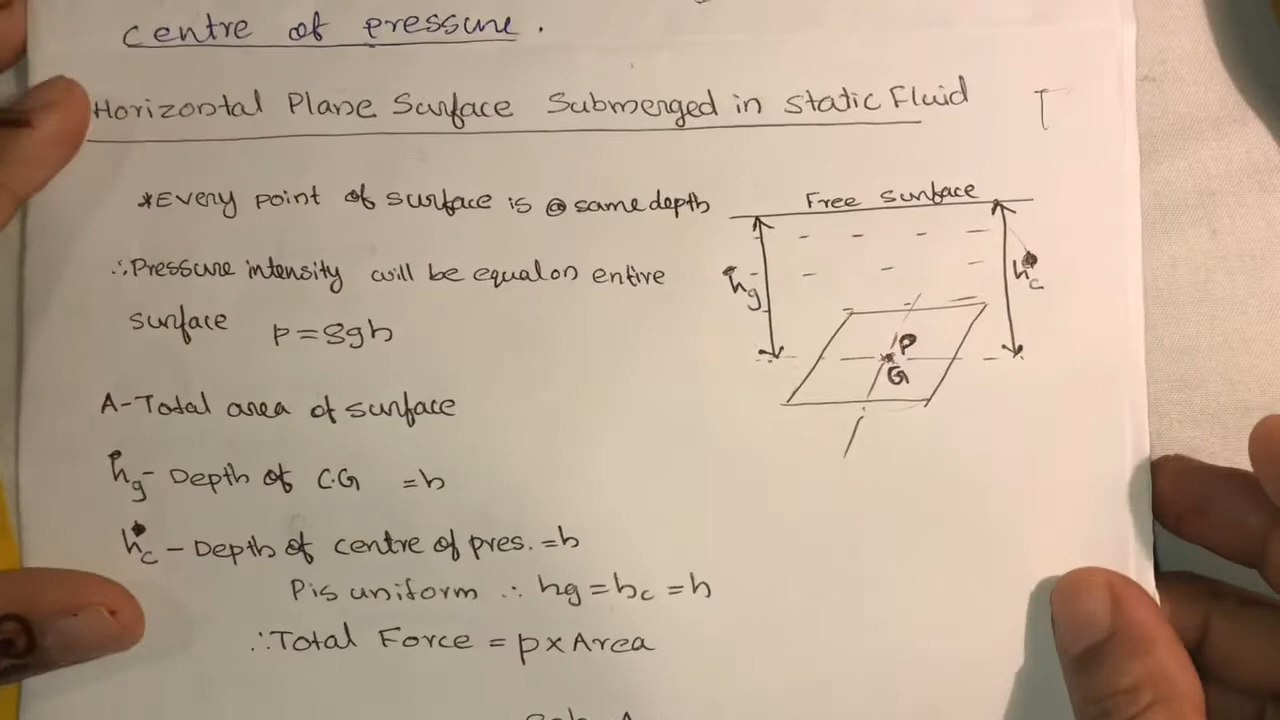 centre of pressure.
Horizontal Plane Surface Submerged in static Fluid
*Every point of surface is @ same depth
Free surface
∴Pressure intensity will be equal on entire
surface p=ρgh
hg
hc
P
G
A-Total area of surface
hg- Depth of C.G =h
hc - Depth of centre of pres. =h
P is uniform ∴ hg = hc = h
∴Total Force = p x Area